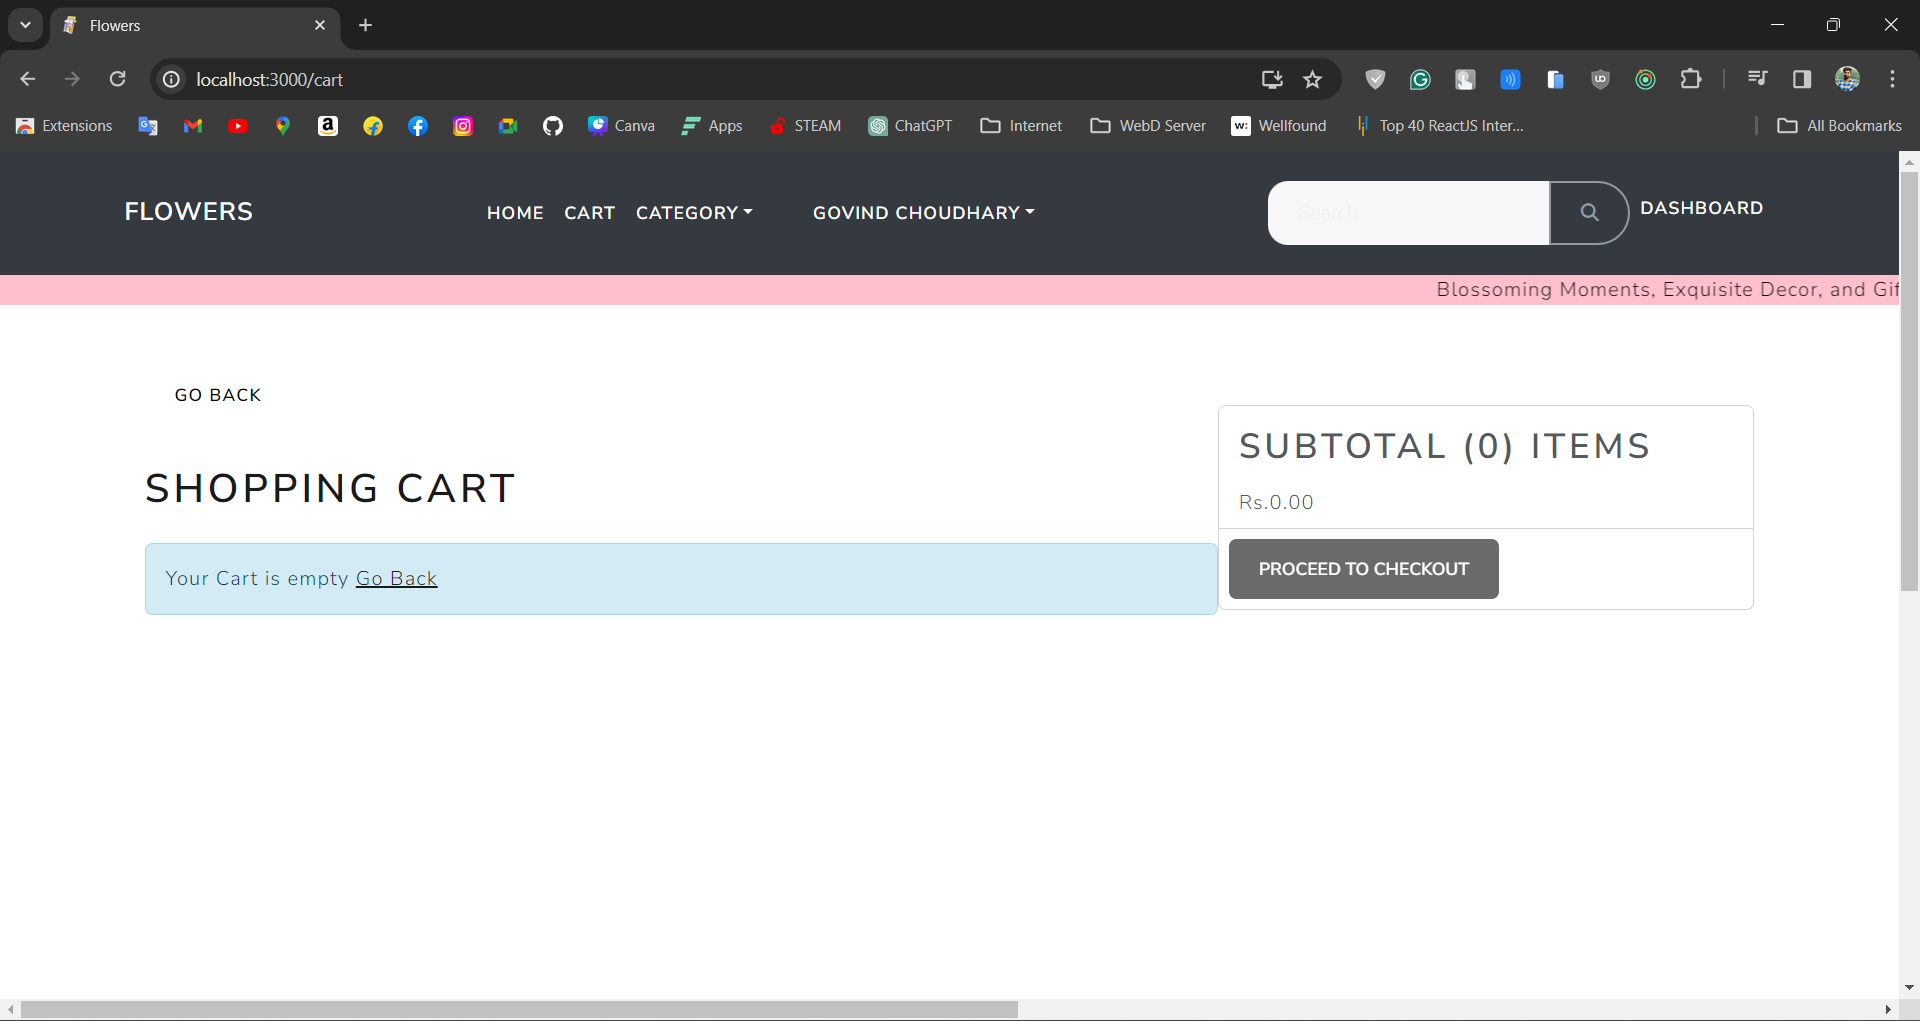 Flowers
localhost:3000/cart
Extensions Canva Apps STEAM ChatGPT Internet WebD Server Wellfound Top 40 ReactJS Inter... All Bookmarks
FLOWERS HOME CART CATEGORY GOVIND CHOUDHARY Search DASHBOARD
Blossoming Moments, Exquisite Decor, and Gif
GO BACK
SHOPPING CART
Your Cart is empty Go Back
SUBTOTAL (0) ITEMS
Rs.0.00
PROCEED TO CHECKOUT